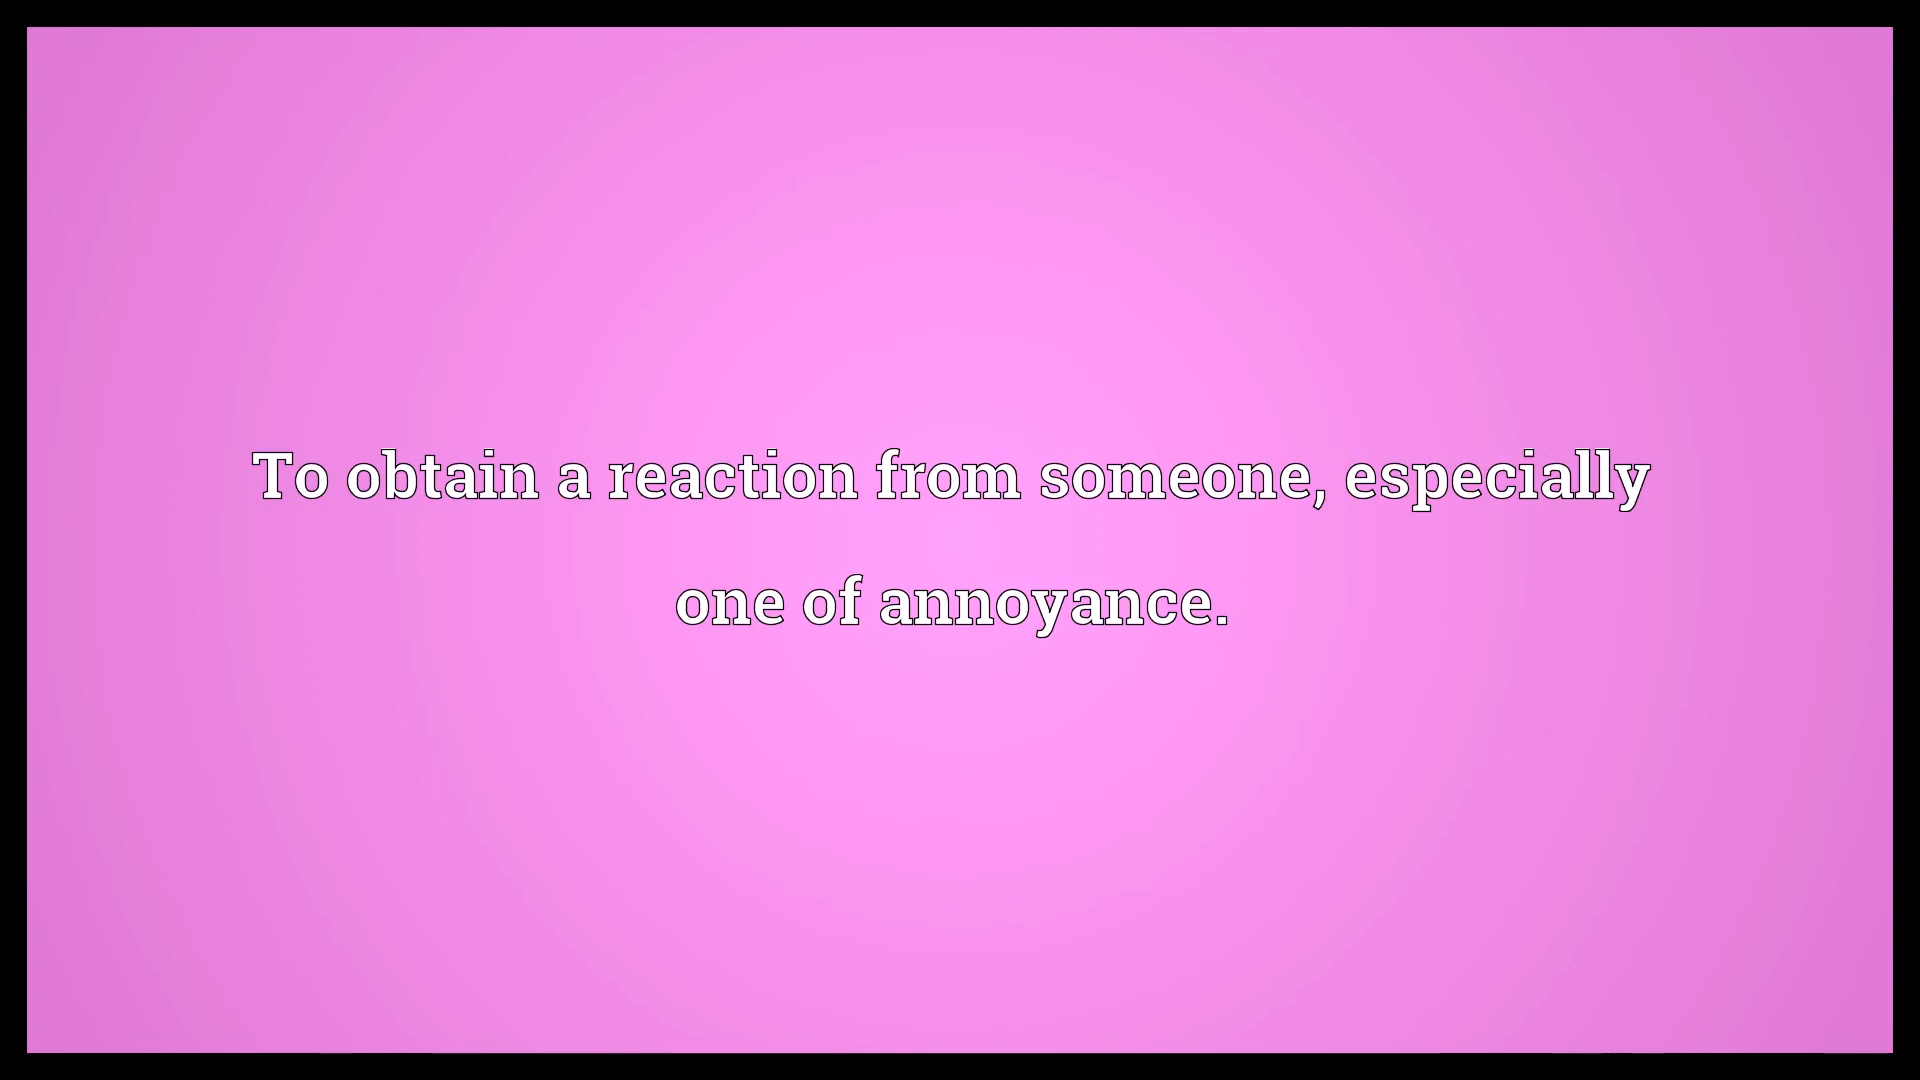 To obtain a reaction from someone, especially
one of annoyance.